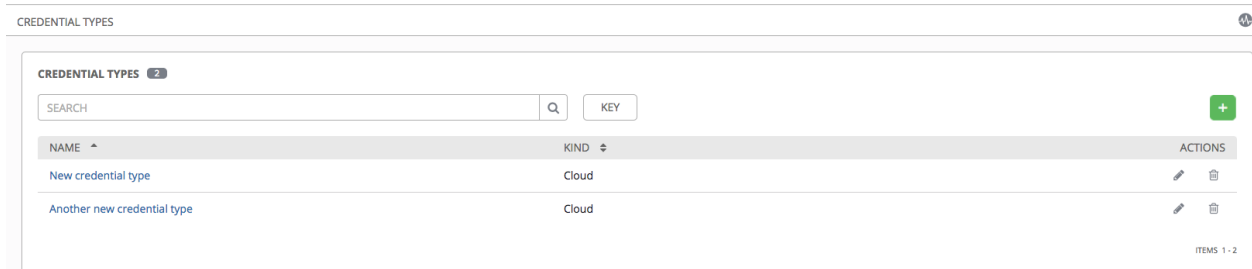 CREDENTIAL TYPES
CREDENTIAL TYPES 2
SEARCH KEY +
NAME KIND ACTIONS
New credential type Cloud
Another new credential type Cloud
ITEMS 1 - 2